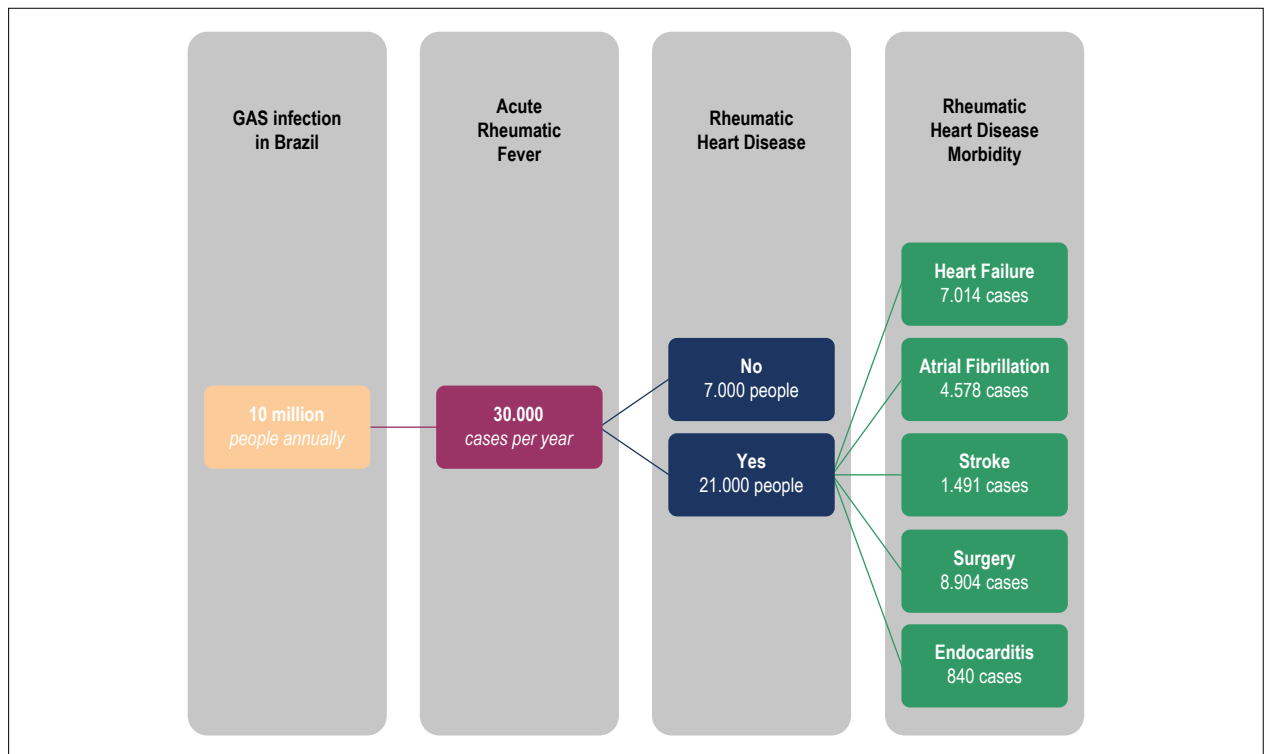 GAS infection
in Brazil
Acute
Rheumatic
Fever
Rheumatic
Heart Disease
Rheumatic
Heart Disease
Morbidity
10 million
people annually
30.000
cases per year
No
7.000 people
Yes
21.000 people
Heart Failure
7.014 cases
Atrial Fibrillation
4.578 cases
Stroke
1.491 cases
Surgery
8.904 cases
Endocarditis
840 cases